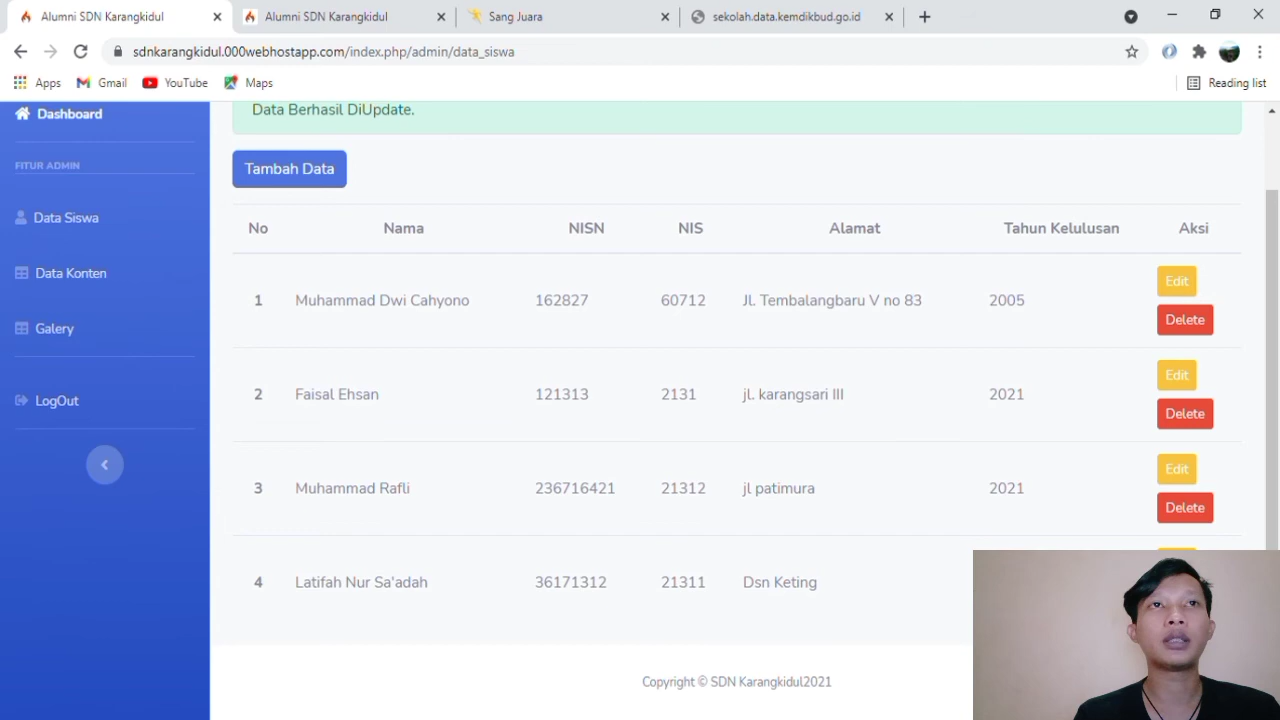 Alumni SDN Karangkidul
Alumni SDN Karangkidul
Sang Juara
sekolah.data.kemdikbud.go.id
sdnkarangkidul.000webhostapp.com/index.php/admin/data_siswa
Apps Gmail YouTube Maps Reading list
Dashboard
FITUR ADMIN
Data Siswa
Data Konten
Galery
LogOut
Data Berhasil DiUpdate.
Tambah Data
No Nama NISN NIS Alamat Tahun Kelulusan Aksi
1 Muhammad Dwi Cahyono 162827 60712 Jl. Tembalangbaru V no 83 2005 Edit
Delete
2 Faisal Ehsan 121313 2131 jl. karangsari III 2021 Edit
Delete
3 Muhammad Rafli 236716421 21312 jl patimura 2021 Edit
Delete
4 Latifah Nur Sa'adah 36171312 21311 Dsn Keting
Copyright © SDN Karangkidul2021